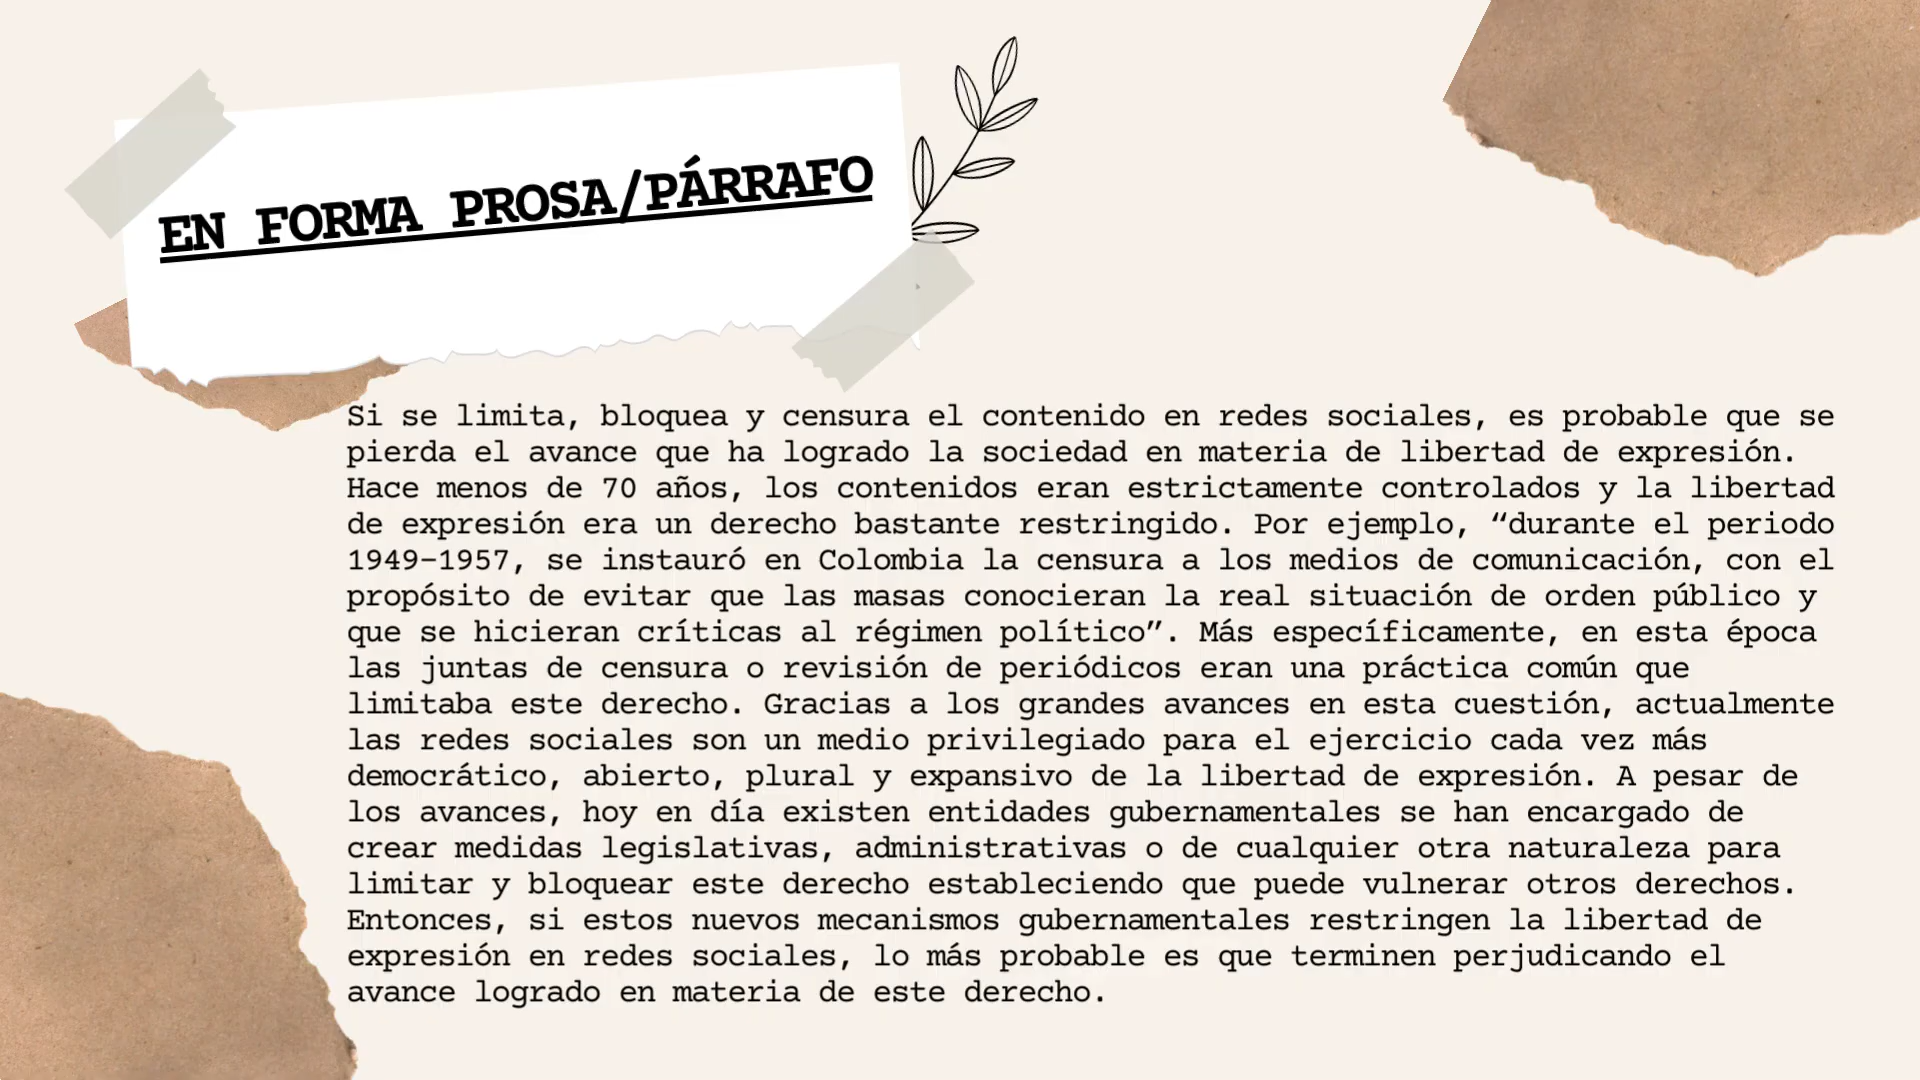 EN FORMA PROSA/PÁRRAFO
Si se limita, bloquea y censura el contenido en redes sociales, es probable que se
pierda el avance que ha logrado la sociedad en materia de libertad de expresión.
Hace menos de 70 años, los contenidos eran estrictamente controlados y la libertad
de expresión era un derecho bastante restringido. Por ejemplo, “durante el periodo
1949-1957, se instauró en Colombia la censura a los medios de comunicación, con el
propósito de evitar que las masas conocieran la real situación de orden público y
que se hicieran críticas al régimen político”. Más específicamente, en esta época
las juntas de censura o revisión de periódicos eran una práctica común que
limitaba este derecho. Gracias a los grandes avances en esta cuestión, actualmente
las redes sociales son un medio privilegiado para el ejercicio cada vez más
democrático, abierto, plural y expansivo de la libertad de expresión. A pesar de
los avances, hoy en día existen entidades gubernamentales se han encargado de
crear medidas legislativas, administrativas o de cualquier otra naturaleza para
limitar y bloquear este derecho estableciendo que puede vulnerar otros derechos.
Entonces, si estos nuevos mecanismos gubernamentales restringen la libertad de
expresión en redes sociales, lo más probable es que terminen perjudicando el
avance logrado en materia de este derecho.